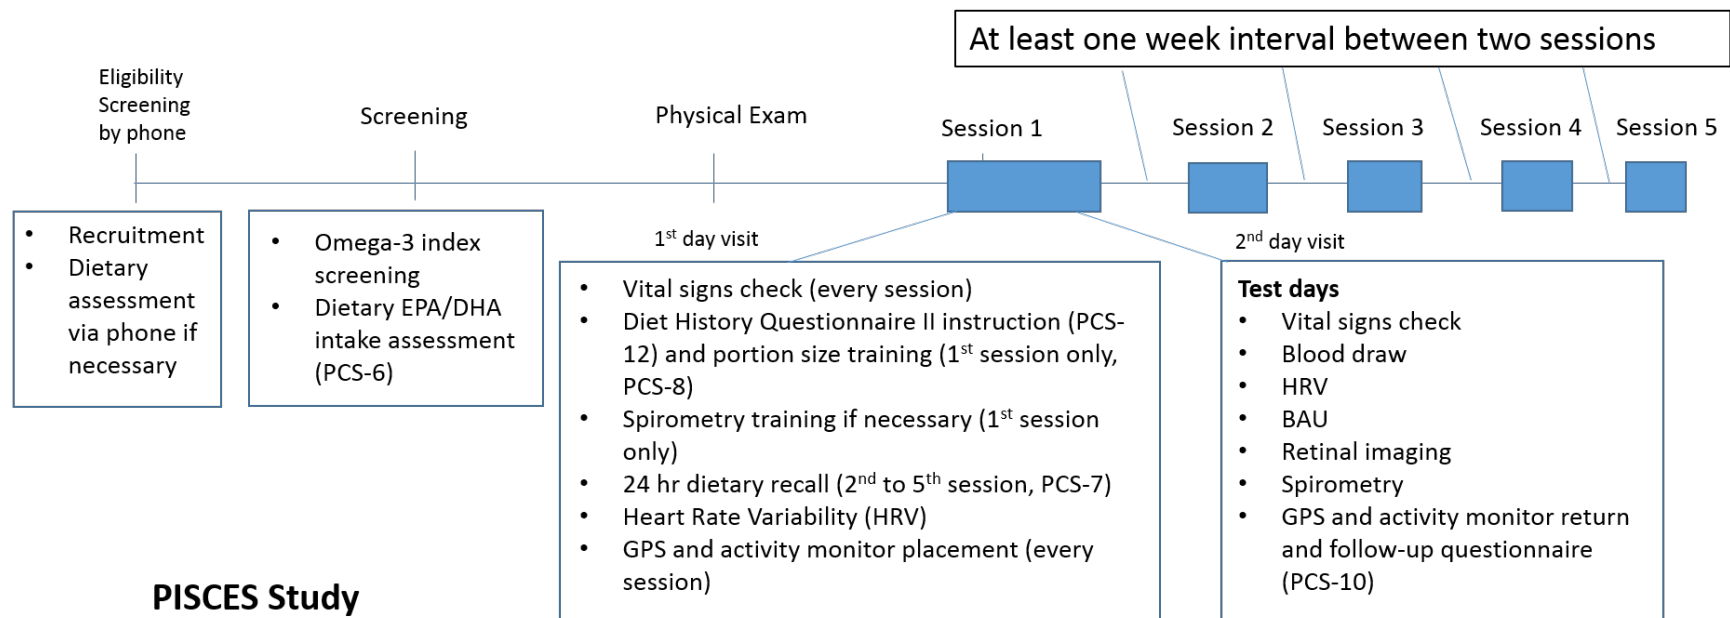 At least one week interval between two sessions
Eligibility
Screening
by phone
Screening
Physical Exam
Session 1
Session 2
Session 3
Session 4
Session 5
• Recruitment
• Dietary
assessment
via phone if
necessary
• Omega-3 index
screening
• Dietary EPA/DHA
intake assessment
(PCS-6)
1st day visit
• Vital signs check (every session)
• Diet History Questionnaire II instruction (PCS-
12) and portion size training (1st session only,
PCS-8)
• Spirometry training if necessary (1st session
only)
• 24 hr dietary recall (2nd to 5th session, PCS-7)
• Heart Rate Variability (HRV)
• GPS and activity monitor placement (every
session)
2nd day visit
Test days
• Vital signs check
• Blood draw
• HRV
• BAU
• Retinal imaging
• Spirometry
• GPS and activity monitor return
and follow-up questionnaire
(PCS-10)
PISCES Study